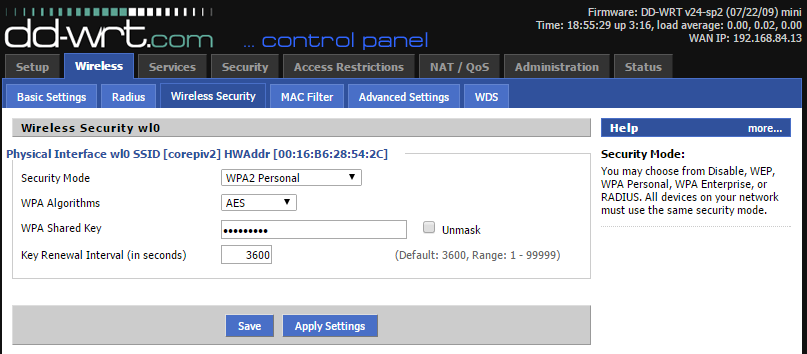 Firmware: DD-WRT v24-sp2 (07/22/09) mini
Time: 18:55:29 up 3:16, load average: 0.00, 0.02, 0.00
WAN IP: 192.168.84.13
dd-wrt.com ... control panel
Setup Wireless Services Security Access Restrictions NAT / QoS Administration Status
Basic Settings Radius Wireless Security MAC Filter Advanced Settings WDS
Wireless Security wl0
Physical Interface wl0 SSID [corepiv2] HWAddr [00:16:B6:28:54:2C]
Security Mode WPA2 Personal
WPA Algorithms AES
WPA Shared Key ••••••••• Unmask
Key Renewal Interval (in seconds) 3600 (Default: 3600, Range: 1 - 99999)
Save Apply Settings
Help more...
Security Mode:
You may choose from Disable, WEP,
WPA Personal, WPA Enterprise, or
RADIUS. All devices on your network
must use the same security mode.